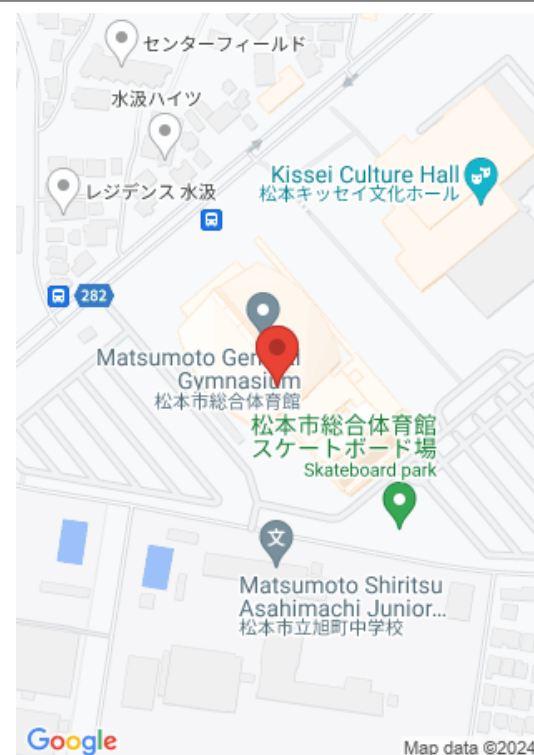 センターフィールド
水汲ハイツ
Kissei Culture Hall
松本キッセイ文化ホール
レジデンス 水汲
282
Matsumoto General
Gymnasium
松本市総合体育館
松本市総合体育館
スケートボード場
Skateboard park
文
Matsumoto Shiritsu
Asahimachi Junior...
松本市立旭町中学校
Google
Map data ©2024